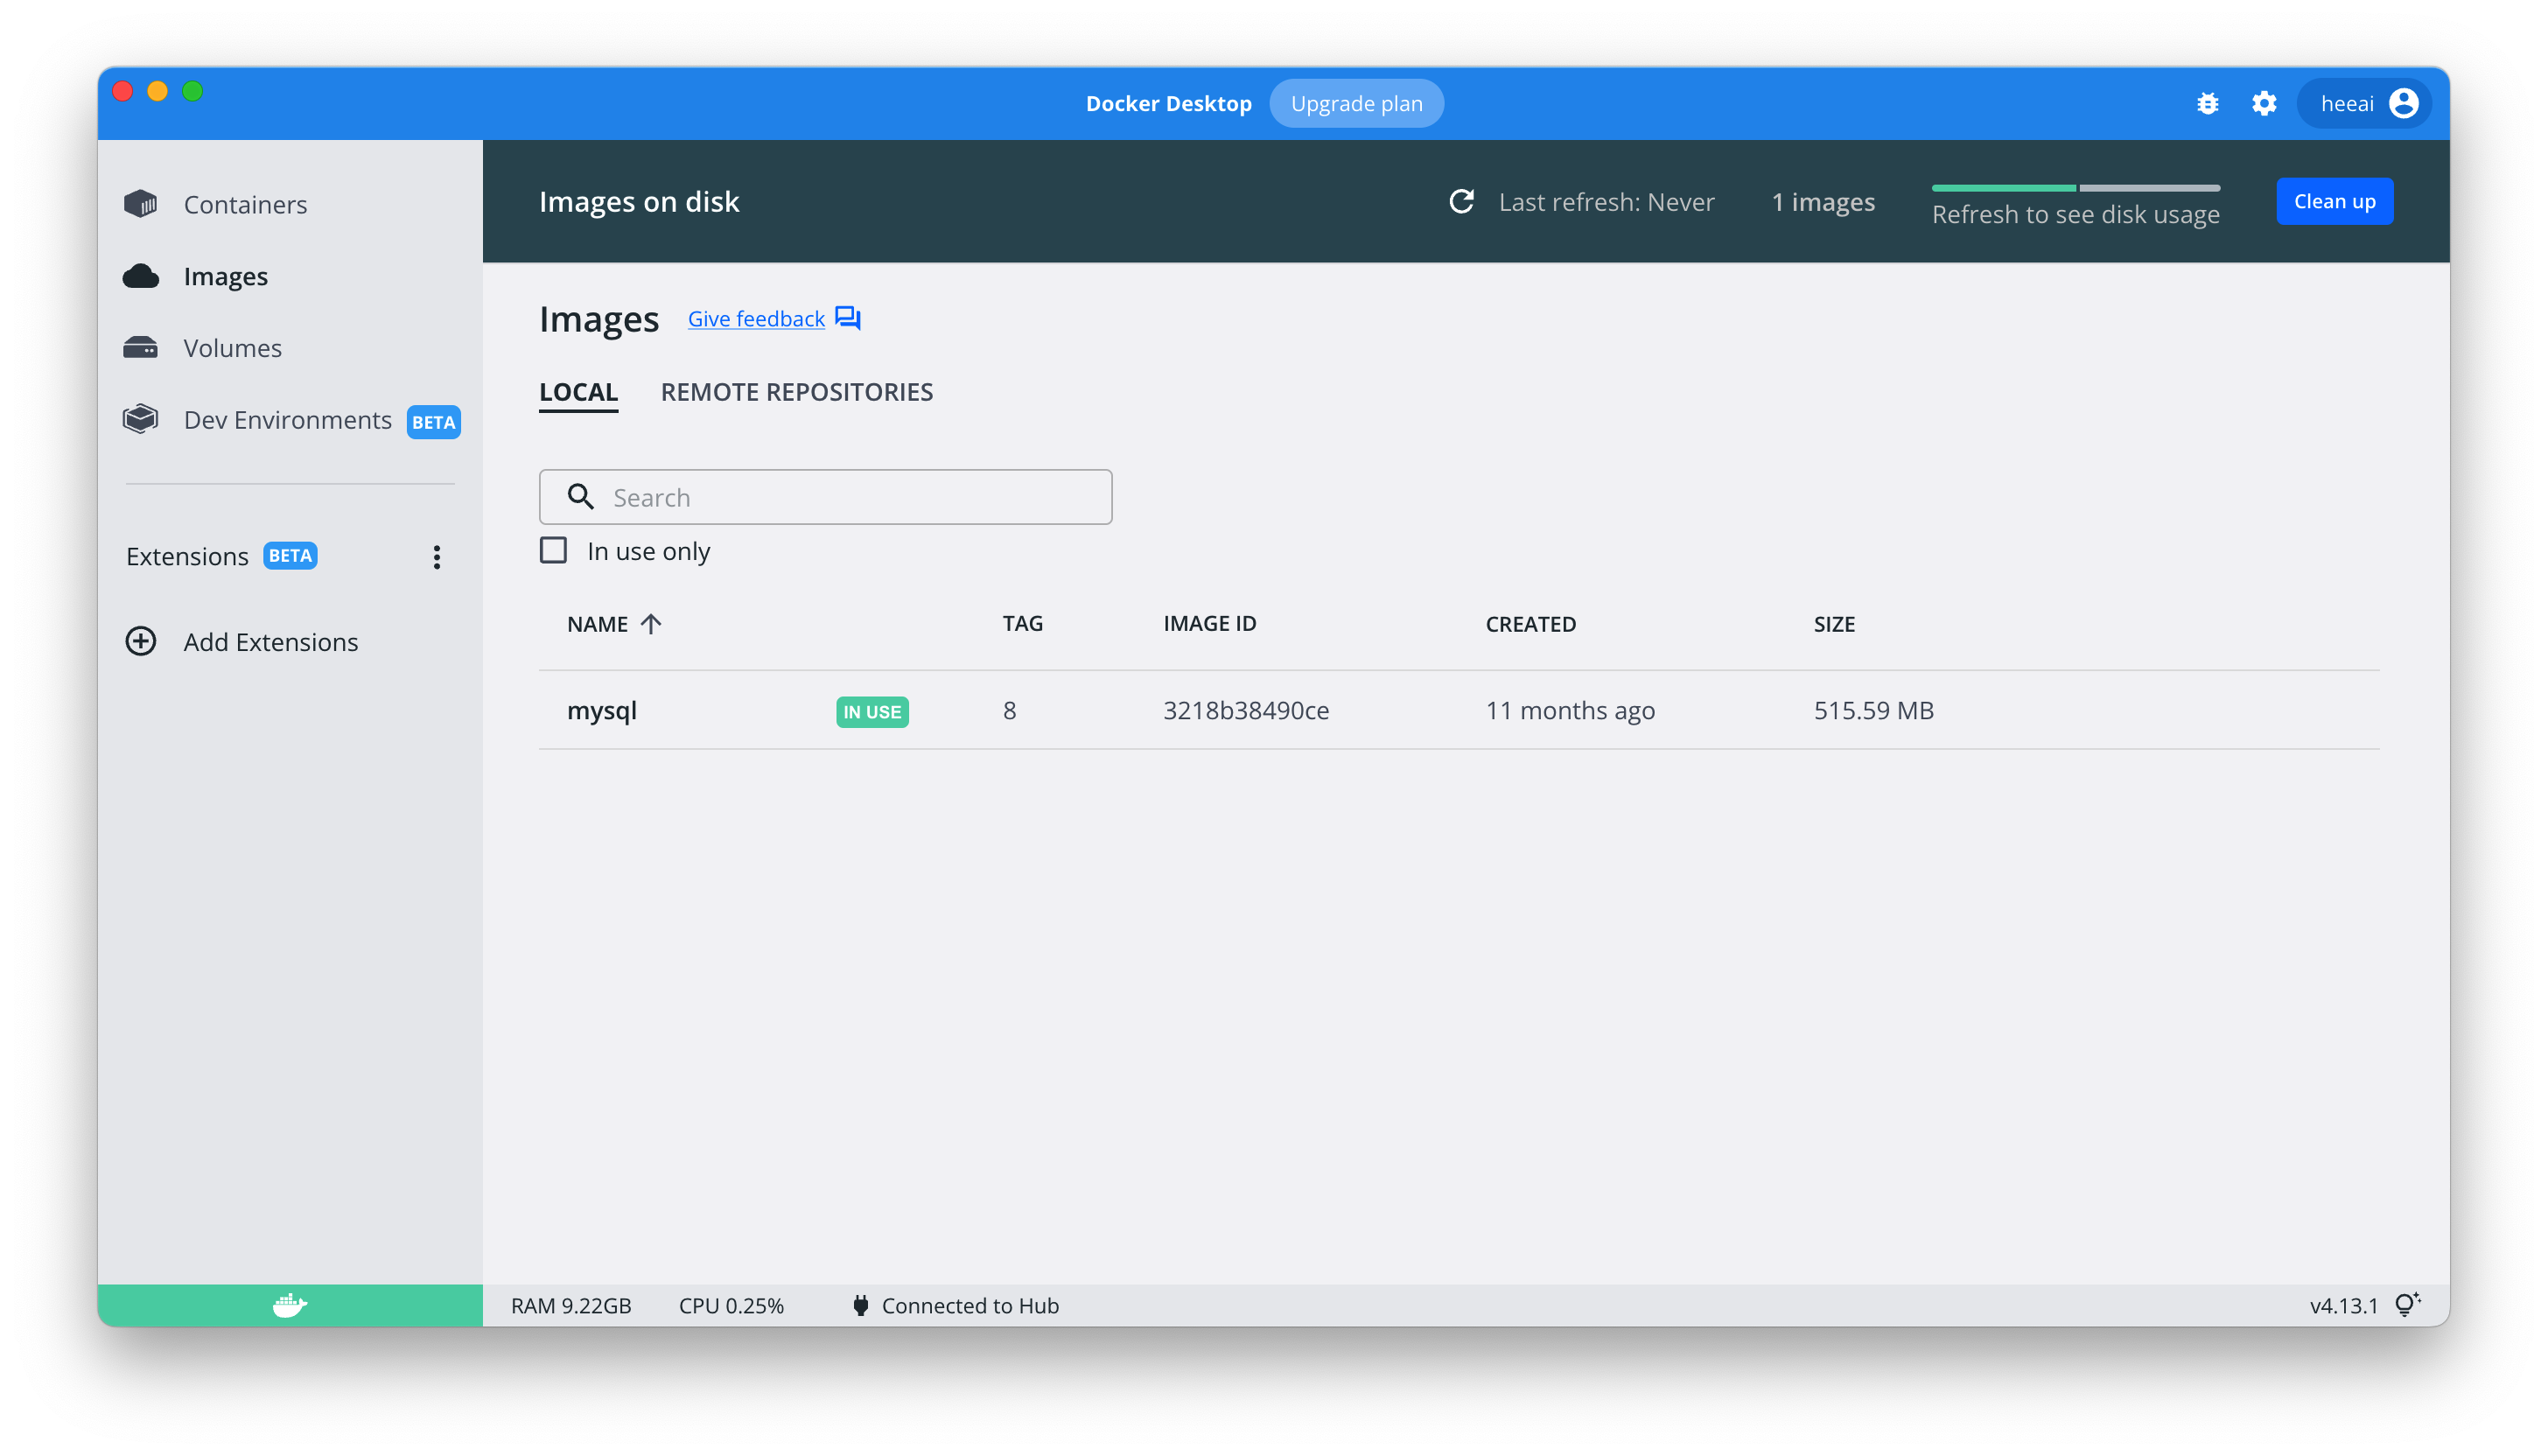 Docker Desktop Upgrade plan heeai
Containers
Images
Volumes
Dev Environments BETA
Extensions BETA
Add Extensions
Images on disk Last refresh: Never 1 images Refresh to see disk usage Clean up
Images Give feedback
LOCAL REMOTE REPOSITORIES
Search
In use only
NAME TAG IMAGE ID CREATED SIZE
mysql IN USE 8 3218b38490ce 11 months ago 515.59 MB
RAM 9.22GB CPU 0.25% Connected to Hub v4.13.1